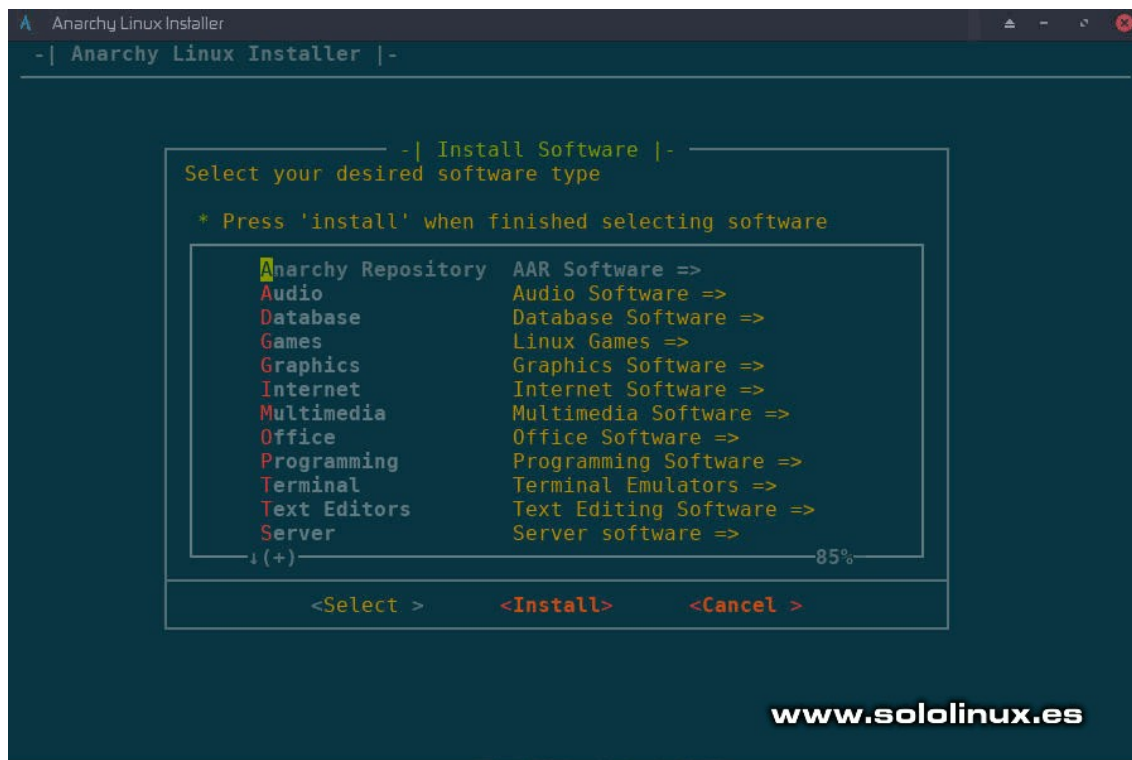 Anarchy Linux Installer
-| Anarchy Linux Installer |-
-| Install Software |-
Select your desired software type
* Press 'install' when finished selecting software
Anarchy Repository AAR Software =>
Audio Audio Software =>
Database Database Software =>
Games Linux Games =>
Graphics Graphics Software =>
Internet Internet Software =>
Multimedia Multimedia Software =>
Office Office Software =>
Programming Programming Software =>
Terminal Terminal Emulators =>
Text Editors Text Editing Software =>
Server Server software =>
↓(+) 85%
<Select > <Install> <Cancel >
www.sololinux.es